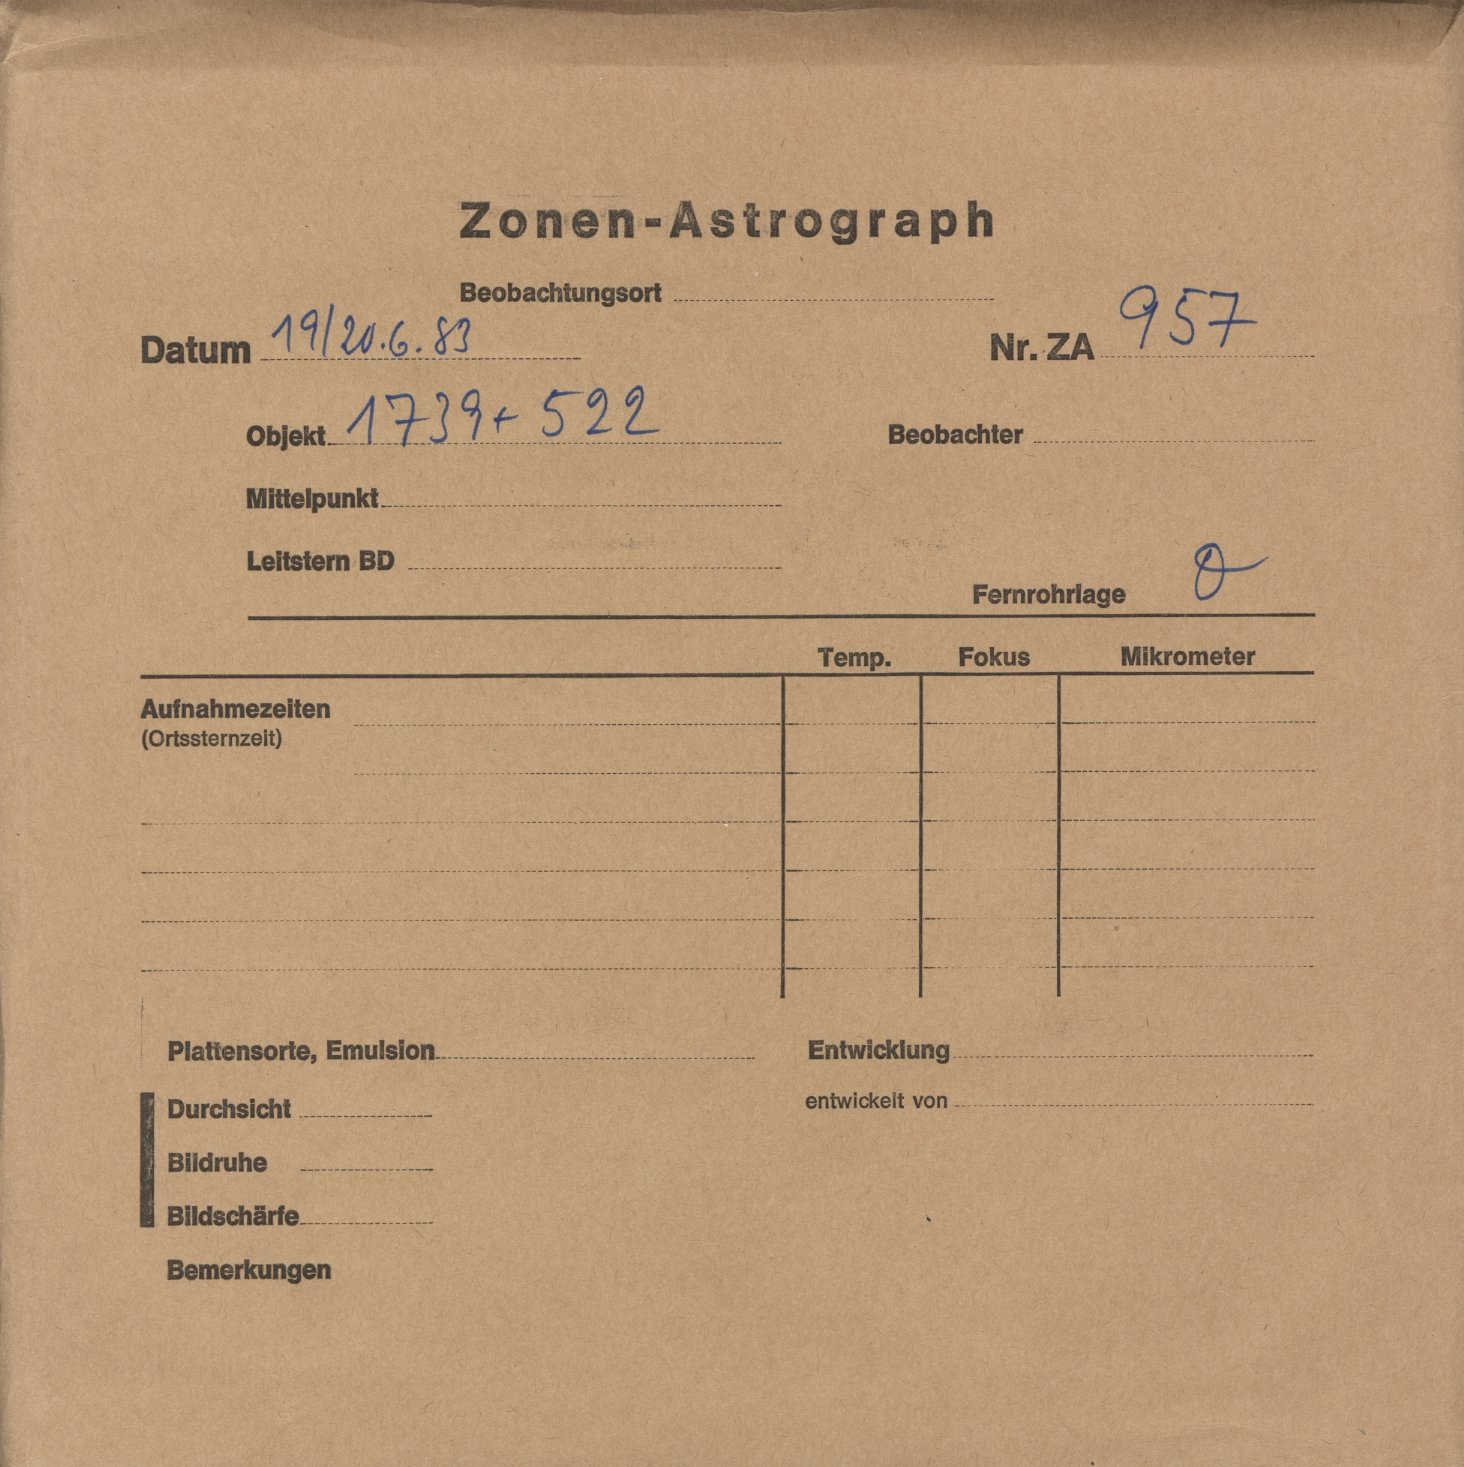 Zonen-Astrograph
Beobachtungsort
Datum 19/20.6.83
Nr. ZA 957
Objekt 1739+522
Beobachter
Mittelpunkt
Leitstern BD
Fernrohrlage O
Temp. Fokus Mikrometer
Aufnahmezeiten
(Ortssternzeit)
Plattensorte, Emulsion
Entwicklung
Durchsicht
entwickelt von
Bildruhe
Bildschärfe
Bemerkungen